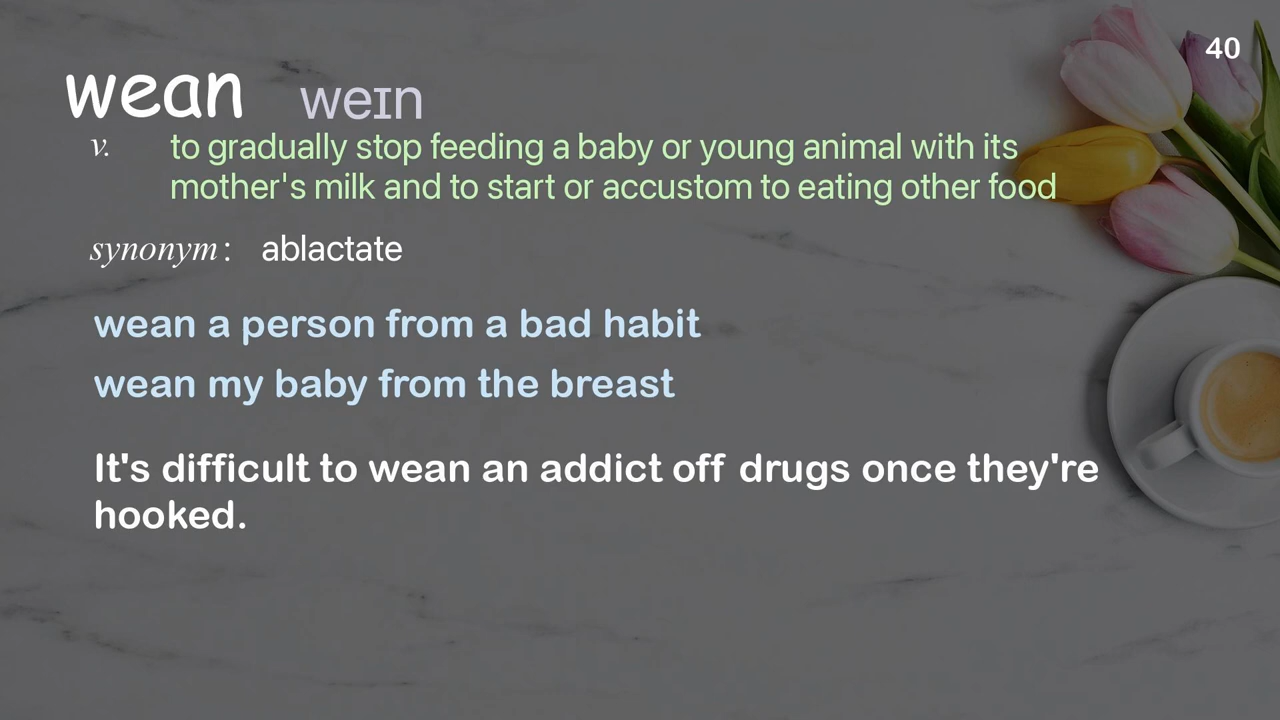 40
wean weɪn
v. to gradually stop feeding a baby or young animal with its
mother's milk and to start or accustom to eating other food
synonym: ablactate
wean a person from a bad habit
wean my baby from the breast
It's difficult to wean an addict off drugs once they're
hooked.